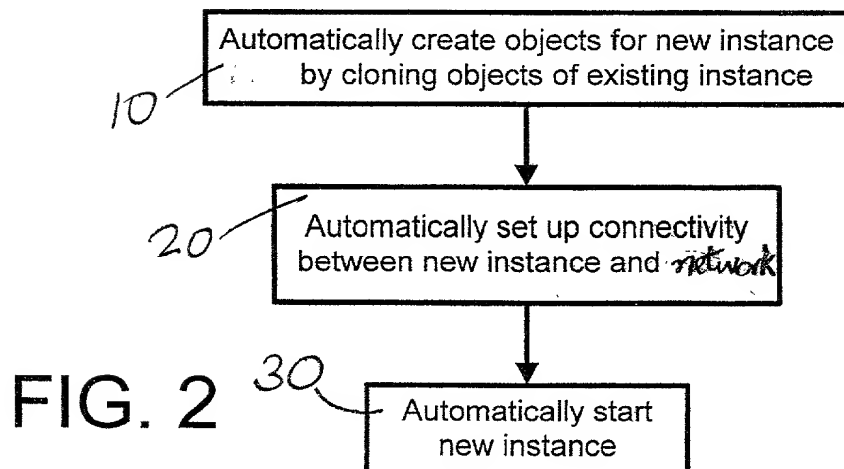 Automatically create objects for new instance
by cloning objects of existing instance
10
Automatically set up connectivity
between new instance and network
20
Automatically start
new instance
30
FIG. 2